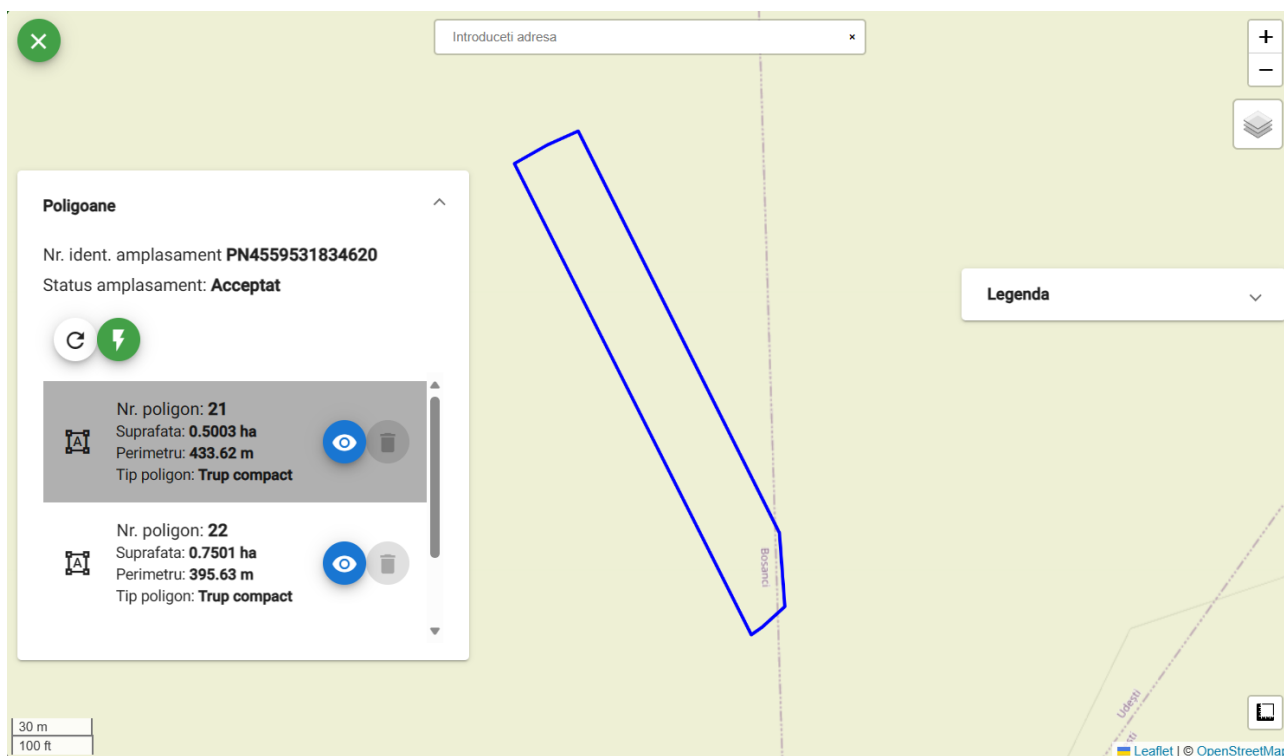 Introduceti adresa ×
+
−
Poligoane
Nr. ident. amplasament PN4559531834620
Status amplasament: Acceptat
Legenda
A
Nr. poligon: 21
Suprafata: 0.5003 ha
Perimetru: 433.62 m
Tip poligon: Trup compact
A
Nr. poligon: 22
Suprafata: 0.7501 ha
Perimetru: 395.63 m
Tip poligon: Trup compact
Bosanci
Udești
30 m
100 ft
Leaflet | © OpenStreetMap